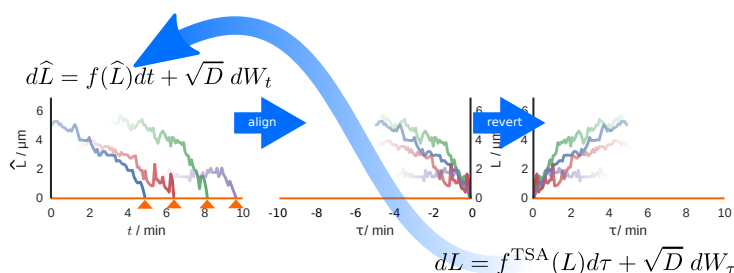 dL̂ = f(L̂)dt + √D dW_t
align
revert
6
4
2
0
L̂ / μm
0 2 4 6 8 10
t / min
-10 -8 -6 -4 -2 0
τ / min
6
4
2
0
L / μm
0 2 4 6 8 10
τ / min
dL = f^TSA(L)dτ + √D dW_τ